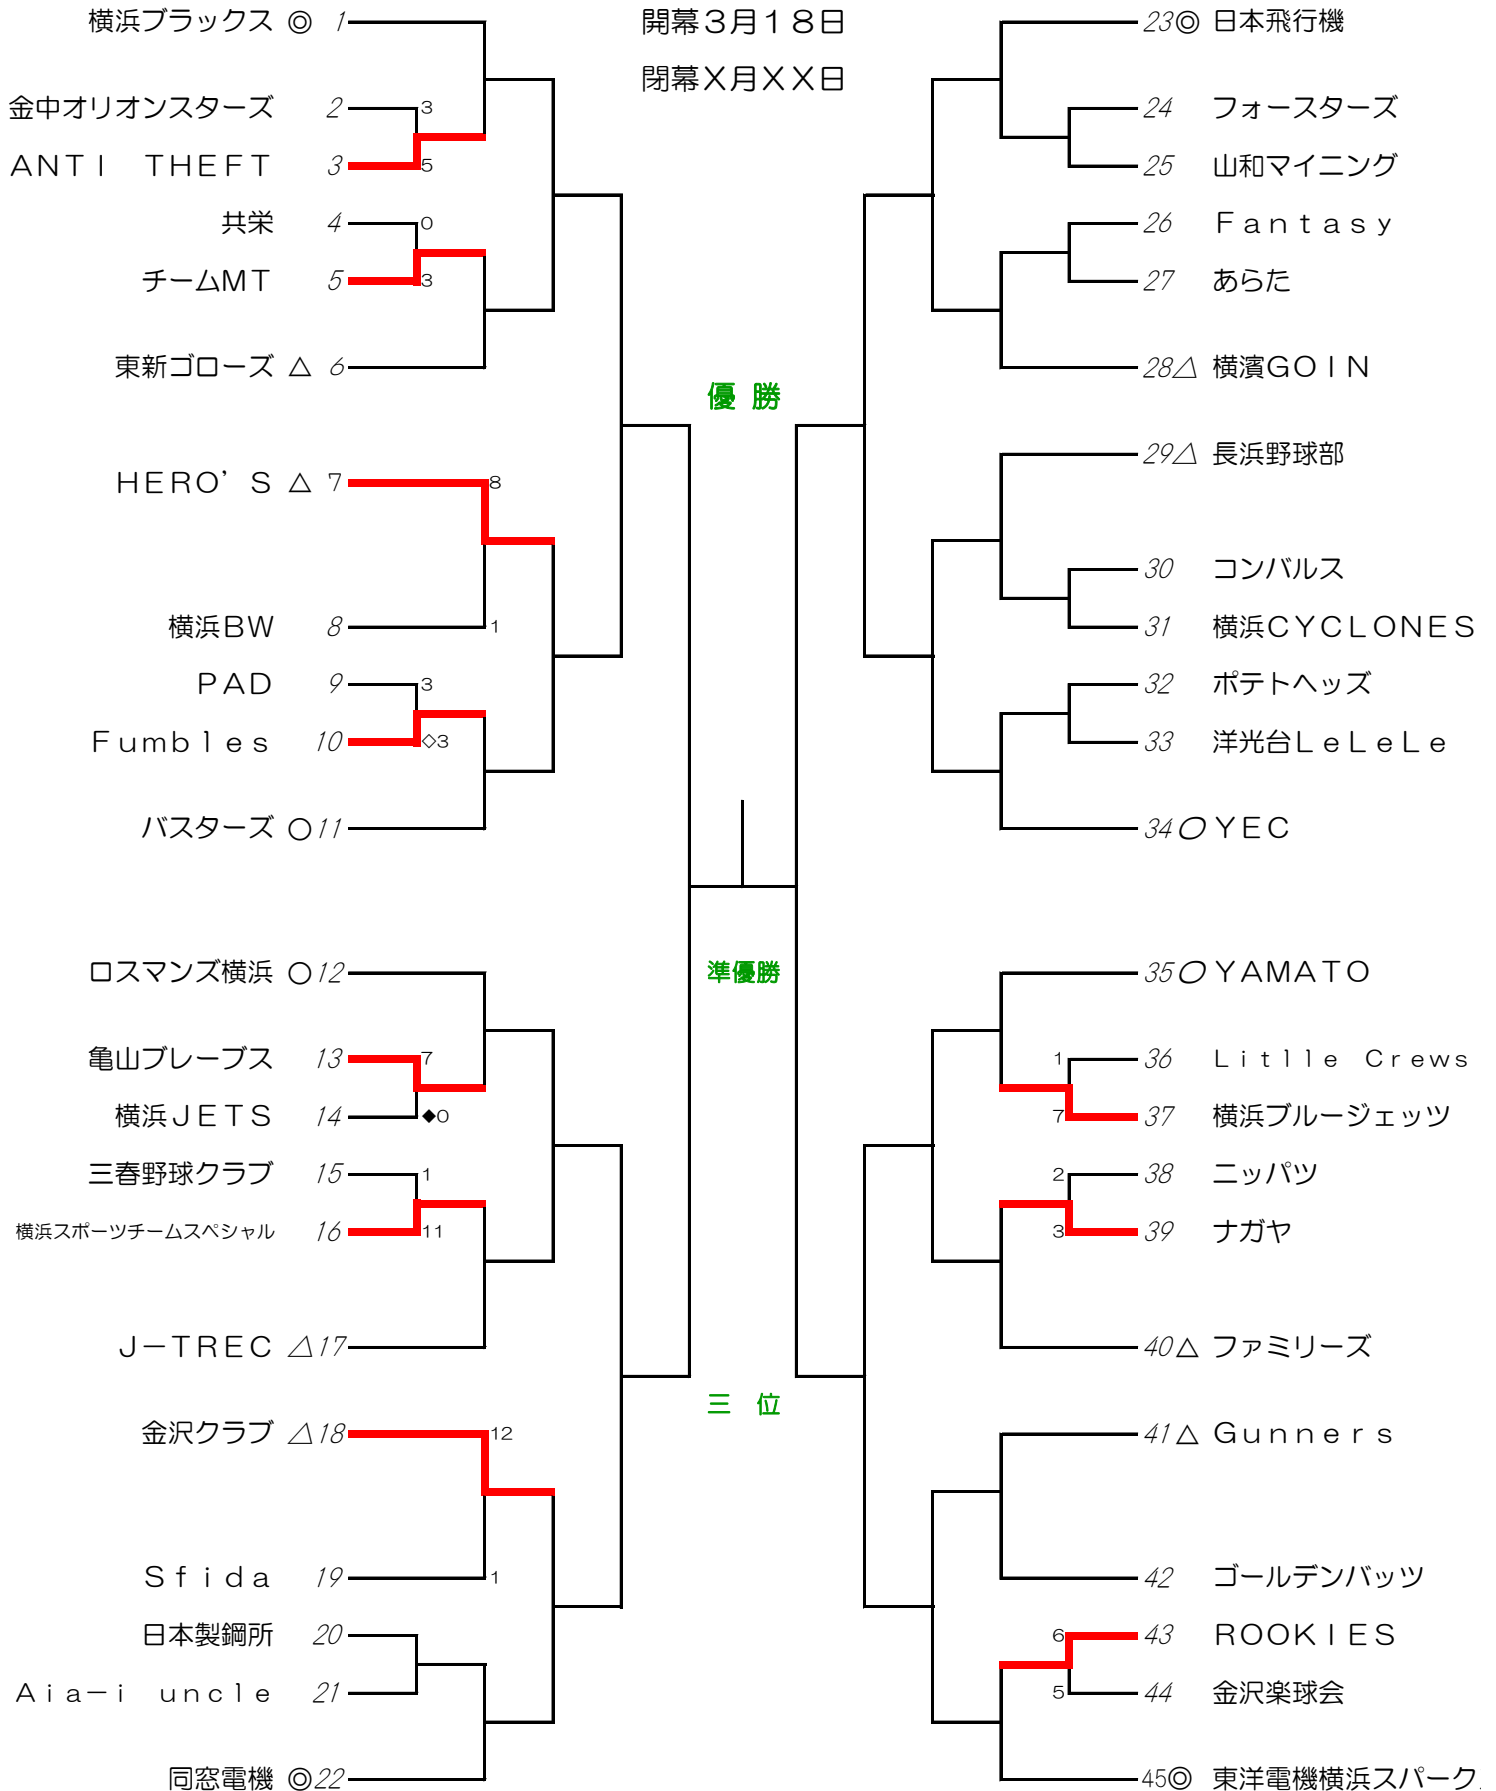 開幕３月１８日
閉幕Ｘ月ＸＸ日
横浜ブラックス ◎ 1
金中オリオンスターズ 2 3
ＡＮＴＩ　ＴＨＥＦＴ 3 5
共栄 4 0
チームＭＴ 5 3
東新ゴローズ △ 6
ＨＥＲＯ’Ｓ △ 7 8
横浜ＢＷ 8 1
ＰＡＤ 9 3
Ｆｕｍｂｌｅｓ 10 ◇3
バスターズ ○ 11
ロスマンズ横浜 ○ 12
亀山ブレーブス 13 7
横浜ＪＥＴＳ 14 ◆0
三春野球クラブ 15 1
横浜スポーツチームスペシャル 16 11
Ｊ－ＴＲＥＣ △ 17
金沢クラブ △ 18 12
Ｓｆｉｄａ 19 1
日本製鋼所 20
Ａｉａ－ｉ　ｕｎｃｌｅ 21
同窓電機 ◎ 22
優 勝
準優勝
三 位
23 ◎ 日本飛行機
24 フォースターズ
25 山和マイニング
26 Ｆａｎｔａｓｙ
27 あらた
28 △ 横濱ＧＯＩＮ
29 △ 長浜野球部
30 コンバルス
31 横浜ＣＹＣＬＯＮＥＳ
32 ポテトヘッズ
33 洋光台ＬｅＬｅＬｅ
34 ○ ＹＥＣ
35 ○ ＹＡＭＡＴＯ
1 36 Ｌｉｔｌｌｅ　Ｃｒｅｗｓ
7 37 横浜ブルージェッツ
2 38 ニッパツ
3 39 ナガヤ
40 △ ファミリーズ
41 △ Ｇｕｎｎｅｒｓ
42 ゴールデンバッツ
6 43 ＲＯＯＫＩＥＳ
5 44 金沢楽球会
45 ◎ 東洋電機横浜スパーク